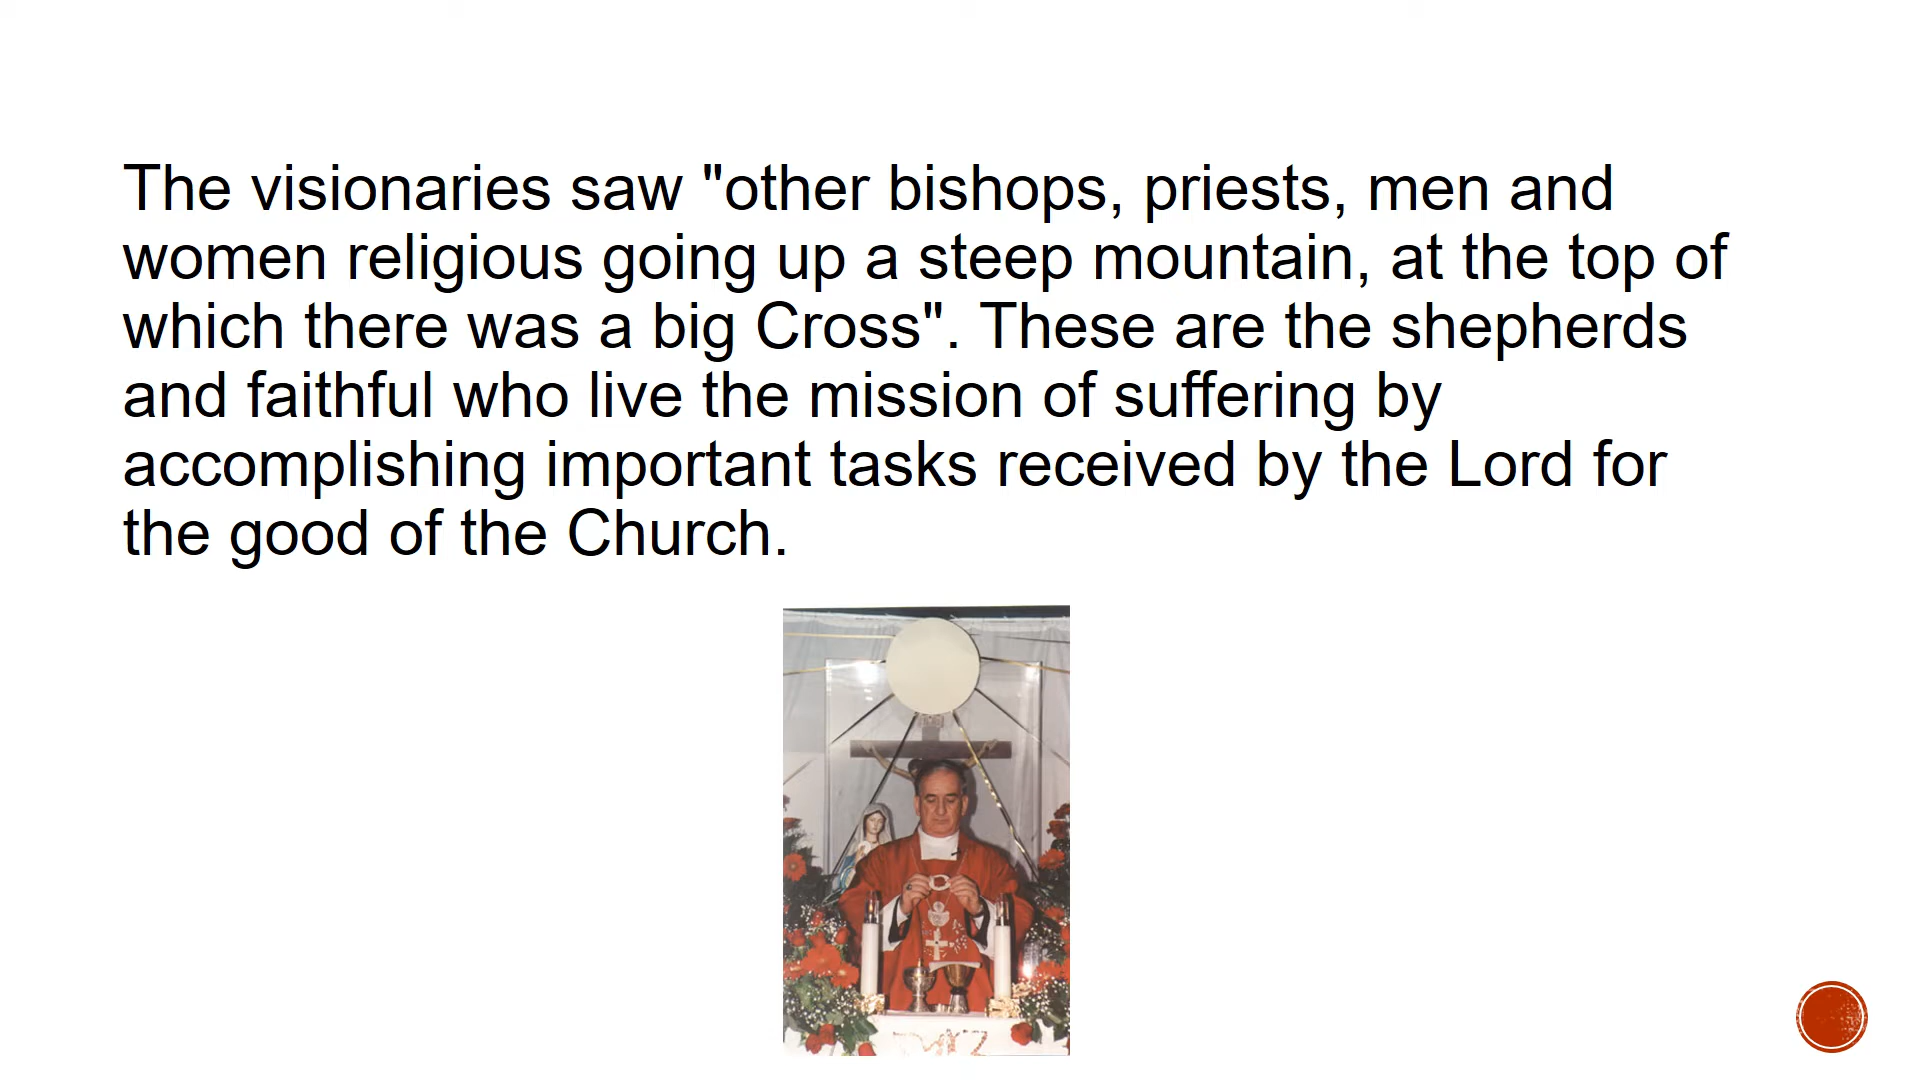 The visionaries saw "other bishops, priests, men and
women religious going up a steep mountain, at the top of
which there was a big Cross". These are the shepherds
and faithful who live the mission of suffering by
accomplishing important tasks received by the Lord for
the good of the Church.